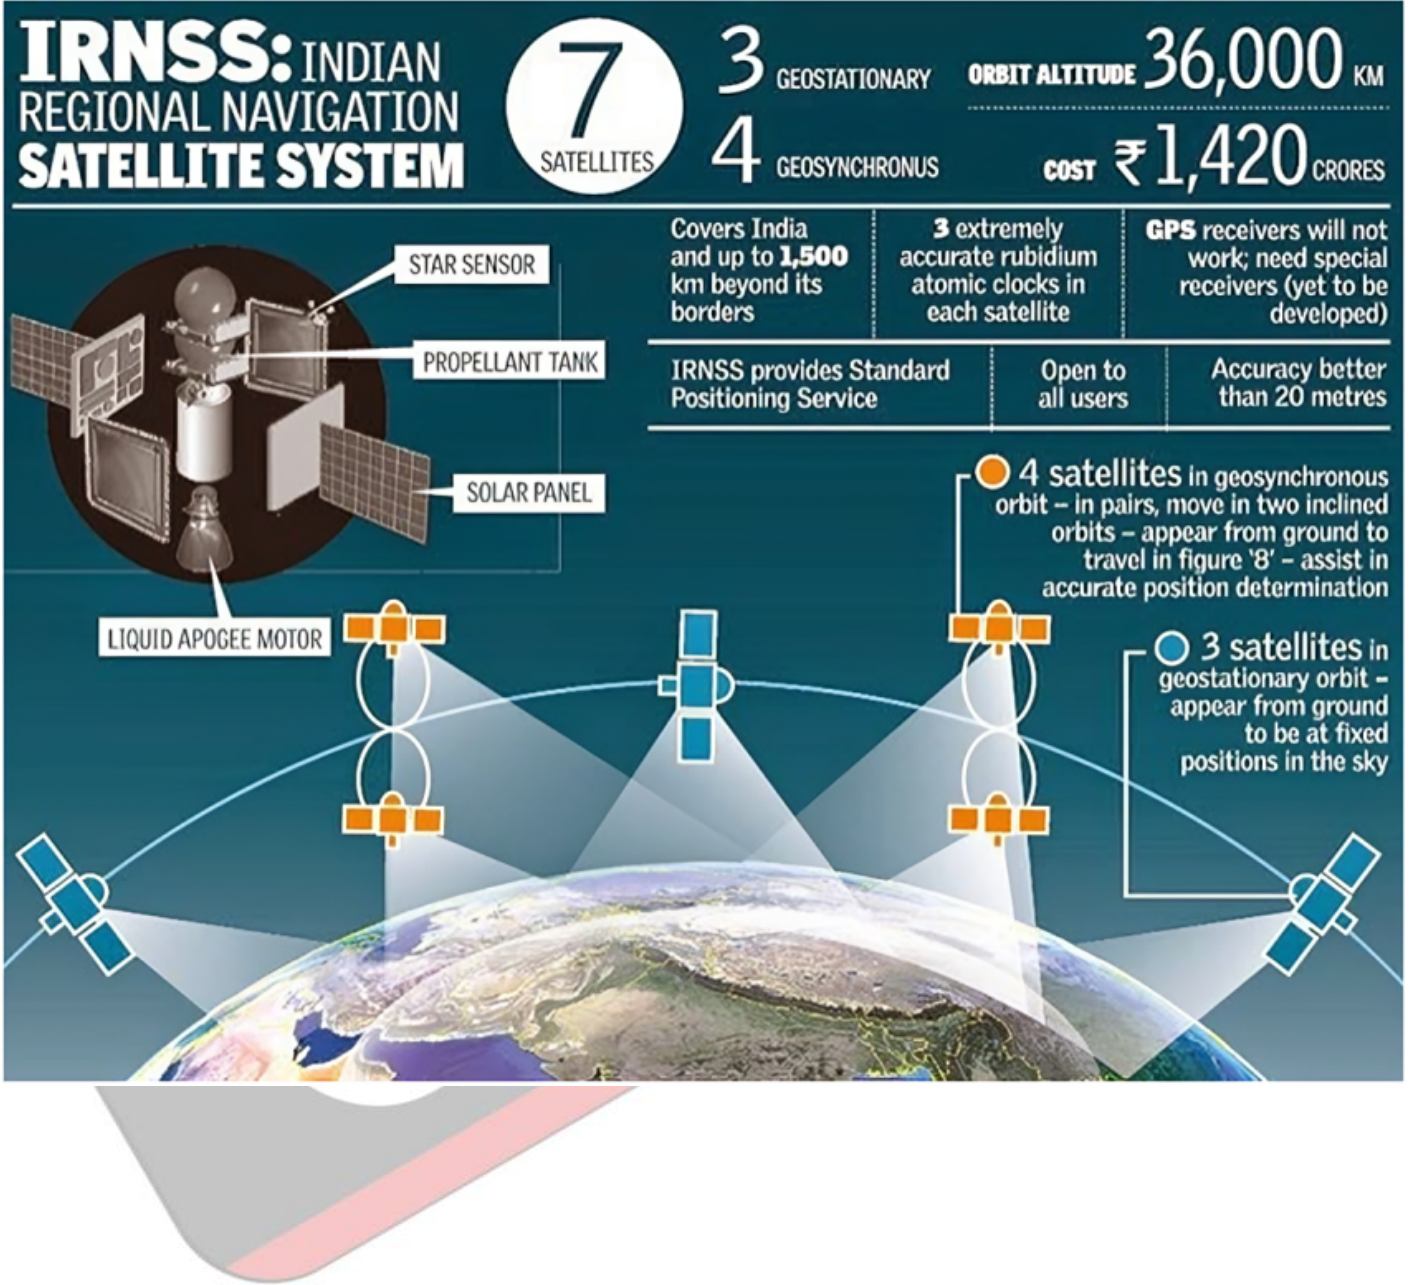 IRNSS: INDIAN
REGIONAL NAVIGATION
SATELLITE SYSTEM
7
SATELLITES
3 GEOSTATIONARY
4 GEOSYNCHRONUS
ORBIT ALTITUDE 36,000 KM
COST ₹1,420 CRORES
Covers India
and up to 1,500
km beyond its
borders
3 extremely
accurate rubidium
atomic clocks in
each satellite
GPS receivers will not
work; need special
receivers (yet to be
developed)
IRNSS provides Standard
Positioning Service
Open to
all users
Accuracy better
than 20 metres
STAR SENSOR
PROPELLANT TANK
SOLAR PANEL
LIQUID APOGEE MOTOR
4 satellites in geosynchronous
orbit – in pairs, move in two inclined
orbits – appear from ground to
travel in figure ‘8’ – assist in
accurate position determination
3 satellites in
geostationary orbit –
appear from ground
to be at fixed
positions in the sky